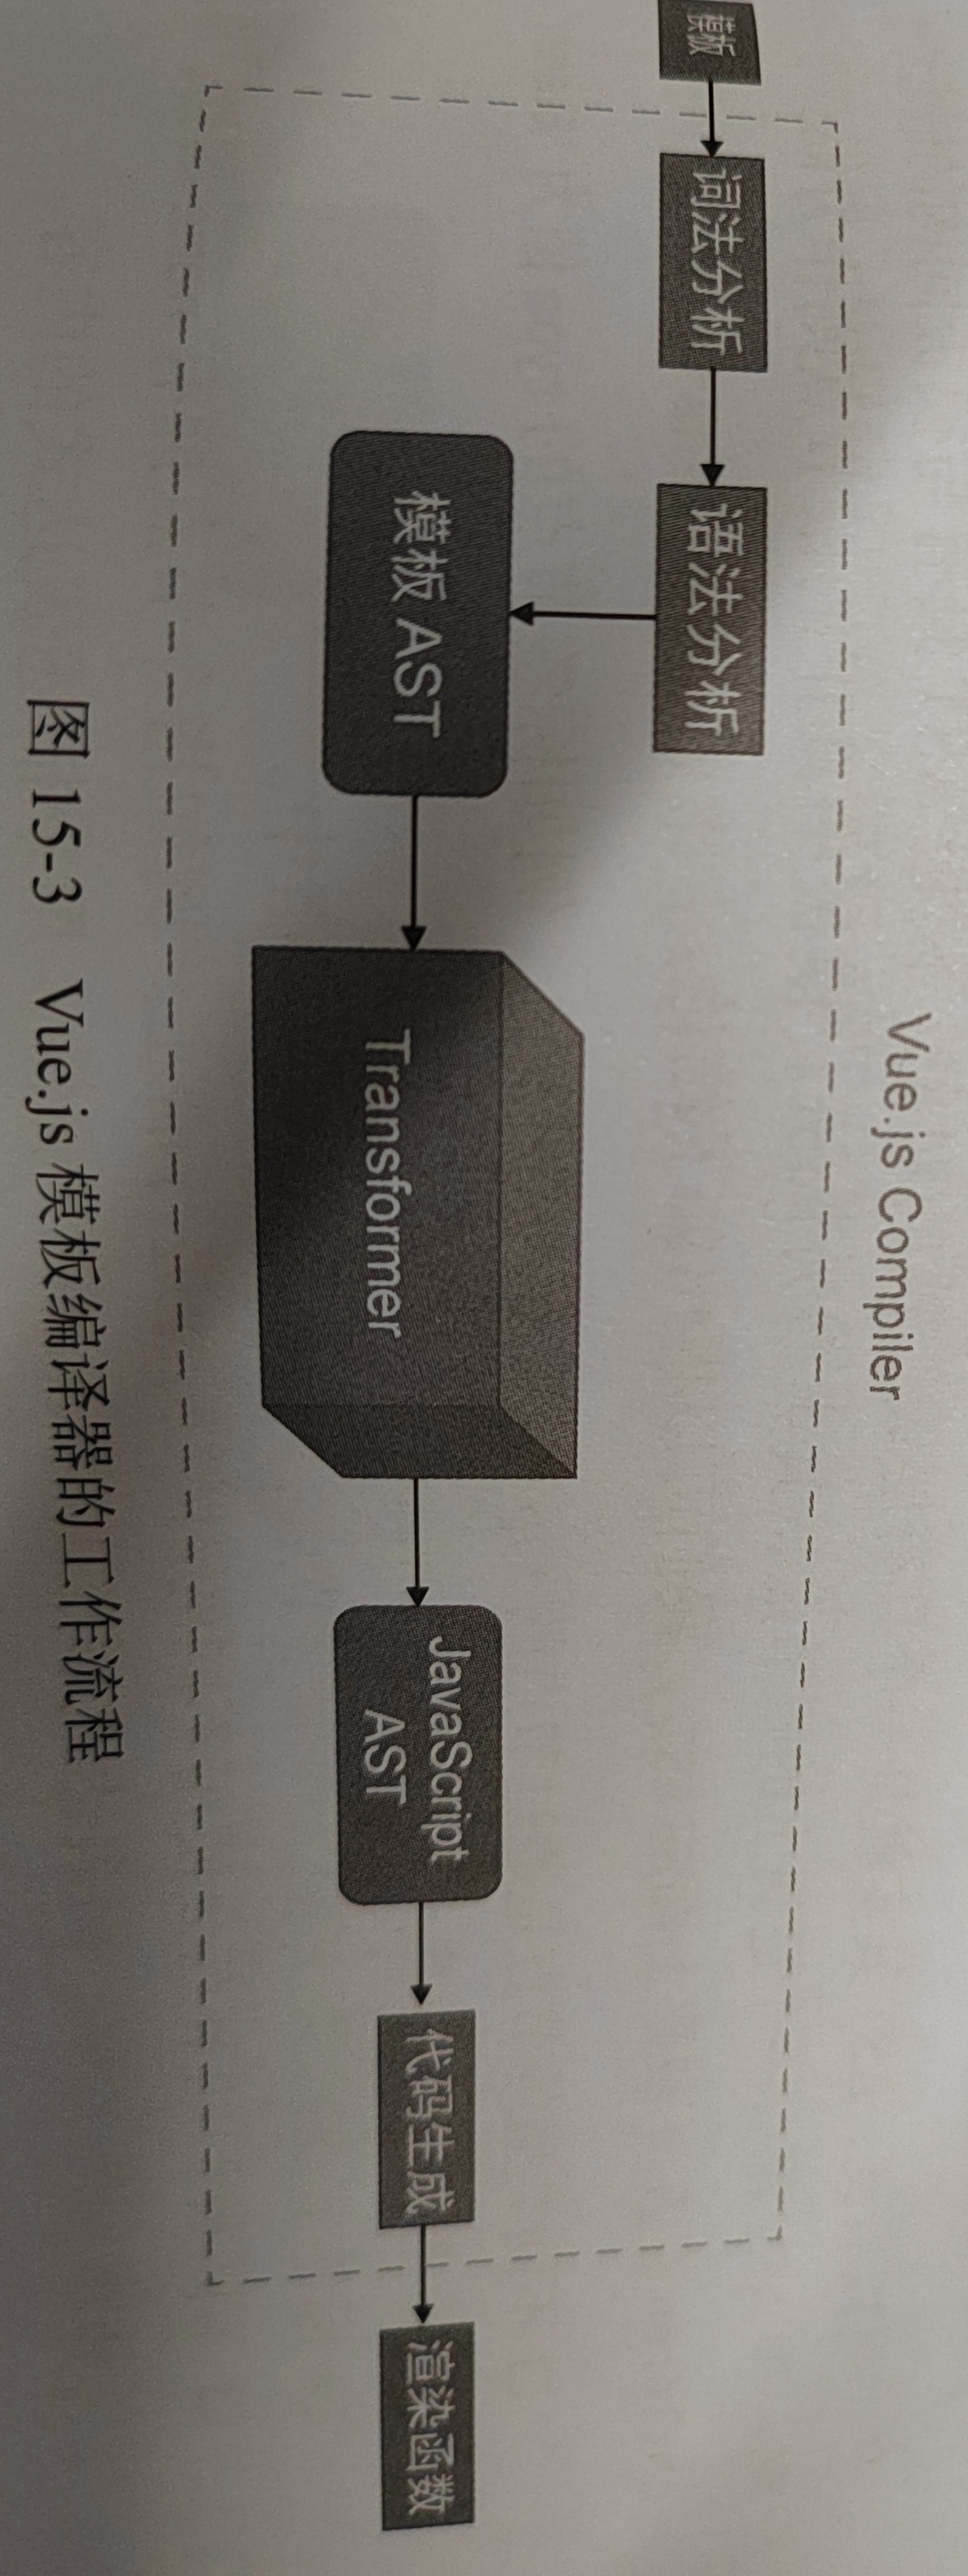 Vue.js Compiler
模板
词法分析
语法分析
模板 AST
Transformer
JavaScript
AST
代码生成
渲染函数
图 15-3 Vue.js 模板编译器的工作流程